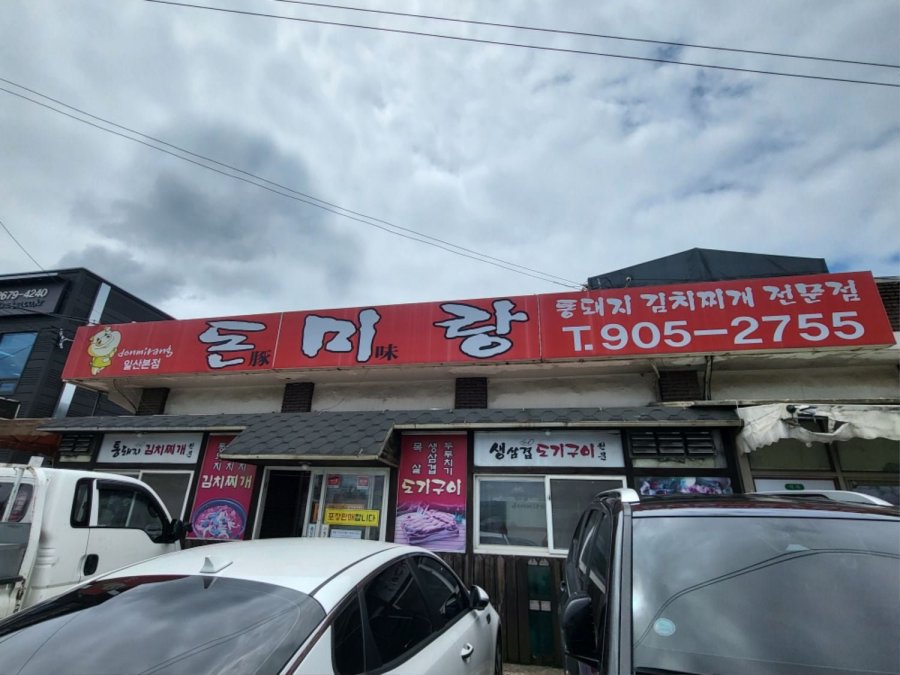 679-4240
donmirang
일산본점
돈 豚 미 味 랑
통돼지 김치찌개 전문점
T.905-2755
통돼지 김치찌개
김치찌개
포장판매합니다
목살
생삼겹
두루치기
도기구이
생삼겹 도기구이